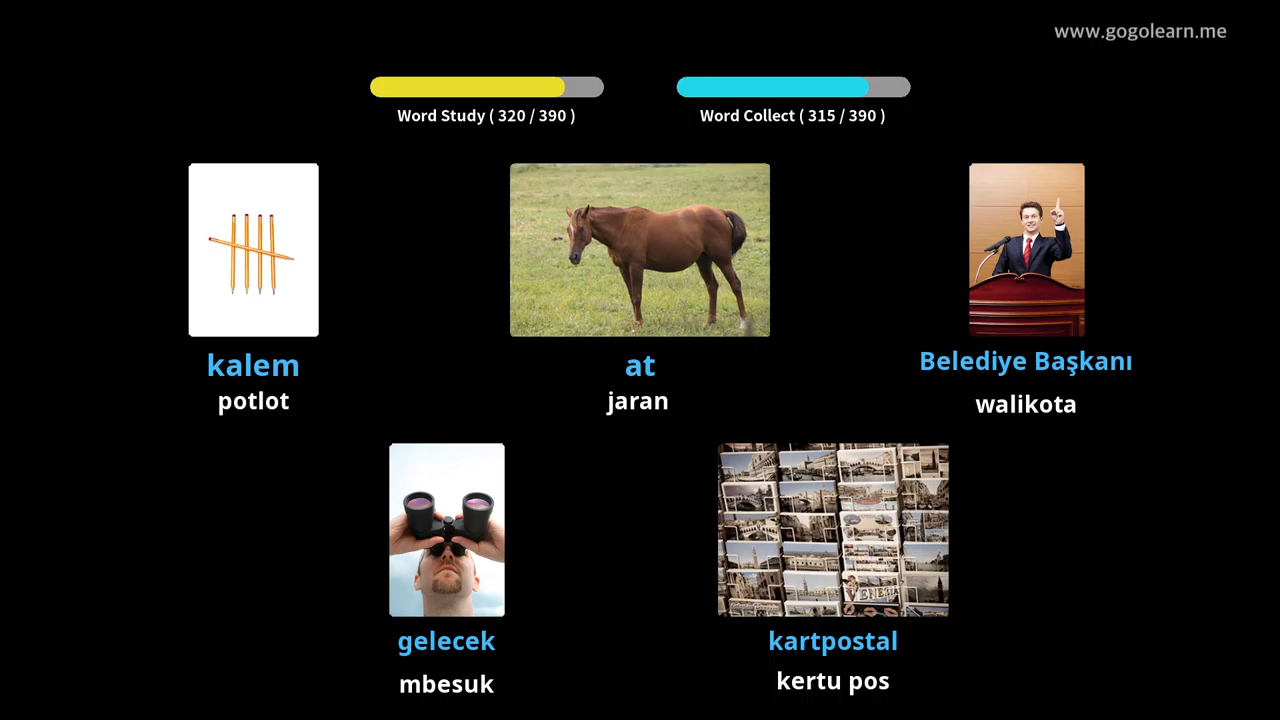 www.gogolearn.me
Word Study ( 320 / 390 )
Word Collect ( 315 / 390 )
kalem
potlot
at
jaran
Belediye Başkanı
walikota
gelecek
mbesuk
kartpostal
kertu pos